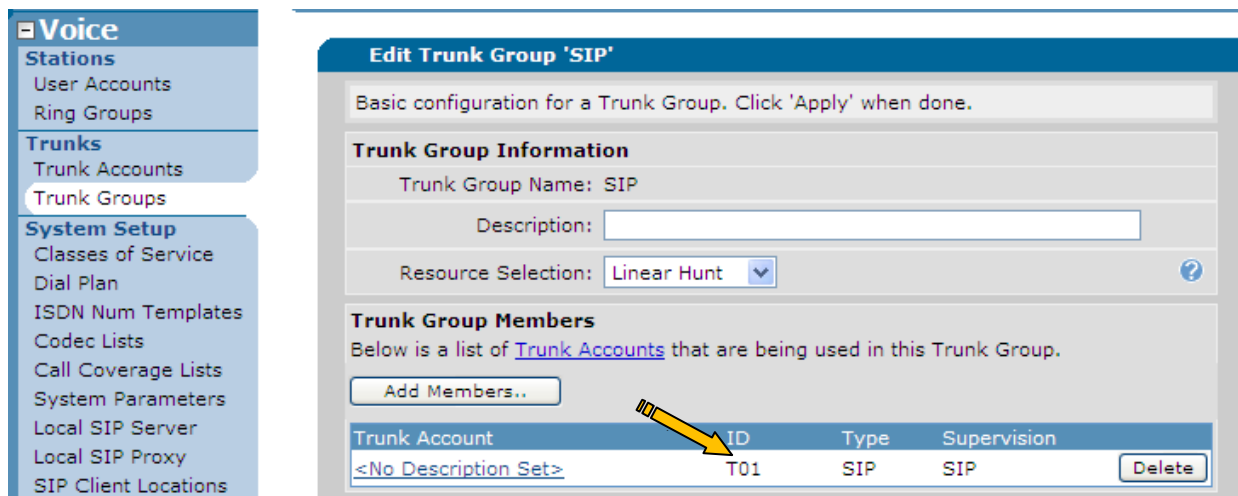 Voice
Stations
User Accounts
Ring Groups
Trunks
Trunk Accounts
Trunk Groups
System Setup
Classes of Service
Dial Plan
ISDN Num Templates
Codec Lists
Call Coverage Lists
System Parameters
Local SIP Server
Local SIP Proxy
SIP Client Locations
Edit Trunk Group 'SIP'
Basic configuration for a Trunk Group. Click 'Apply' when done.
Trunk Group Information
Trunk Group Name: SIP
Description:
Resource Selection: Linear Hunt ?
Trunk Group Members
Below is a list of Trunk Accounts that are being used in this Trunk Group.
Add Members..
Trunk Account ID Type Supervision
<No Description Set> T01 SIP SIP Delete